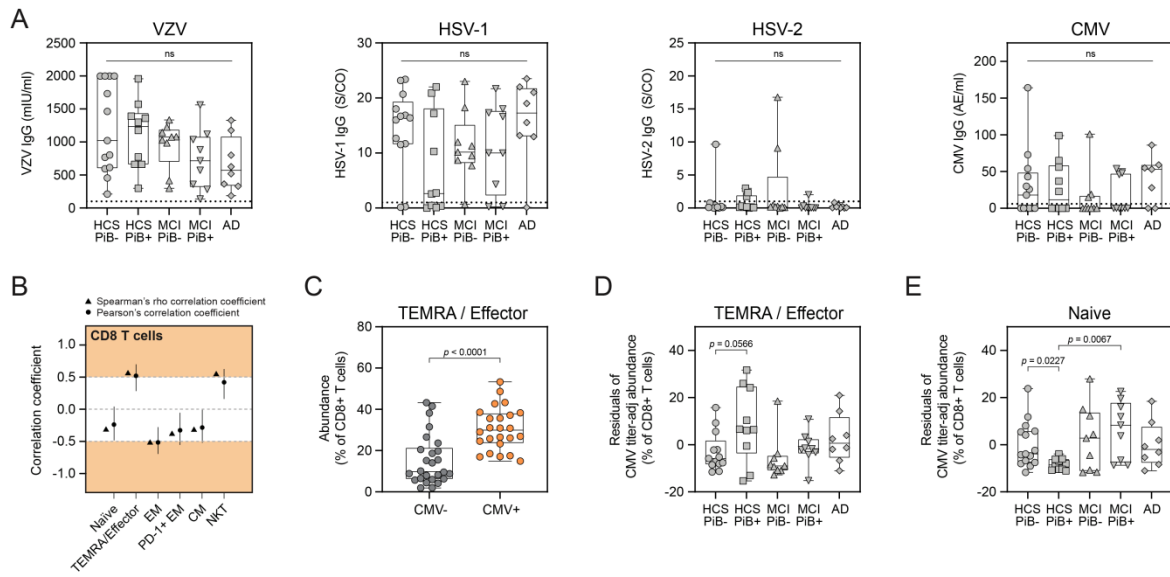 A
VZV
VZV IgG (mIU/ml)
2500
2000
1500
1000
500
0
ns
HCS PiB-
HCS PiB+
MCI PiB-
MCI PiB+
AD
HSV-1
HSV-1 IgG (S/CO)
30
20
10
0
ns
HCS PiB-
HCS PiB+
MCI PiB-
MCI PiB+
AD
HSV-2
HSV-2 IgG (S/CO)
25
20
15
10
5
0
ns
HCS PiB-
HCS PiB+
MCI PiB-
MCI PiB+
AD
CMV
CMV IgG (AE/ml)
200
150
100
50
0
ns
HCS PiB-
HCS PiB+
MCI PiB-
MCI PiB+
AD
B
▲ Spearman's rho correlation coefficient
● Pearson's correlation coefficient
CD8 T cells
Correlation coefficient
1.0
0.5
0.0
-0.5
-1.0
Naïve
TEMRA/Effector
EM
PD-1+ EM
CM
NKT
C
TEMRA / Effector
Abundance
(% of CD8+ T cells)
80
60
40
20
0
p < 0.0001
CMV-
CMV+
D
TEMRA / Effector
Residuals of
CMV titer-adj abundance
(% of CD8+ T cells)
40
20
0
-20
p = 0.0566
HCS PiB-
HCS PiB+
MCI PiB-
MCI PiB+
AD
E
Naive
Residuals of
CMV titer-adj abundance
(% of CD8+ T cells)
40
20
0
-20
p = 0.0067
p = 0.0227
HCS PiB-
HCS PiB+
MCI PiB-
MCI PiB+
AD